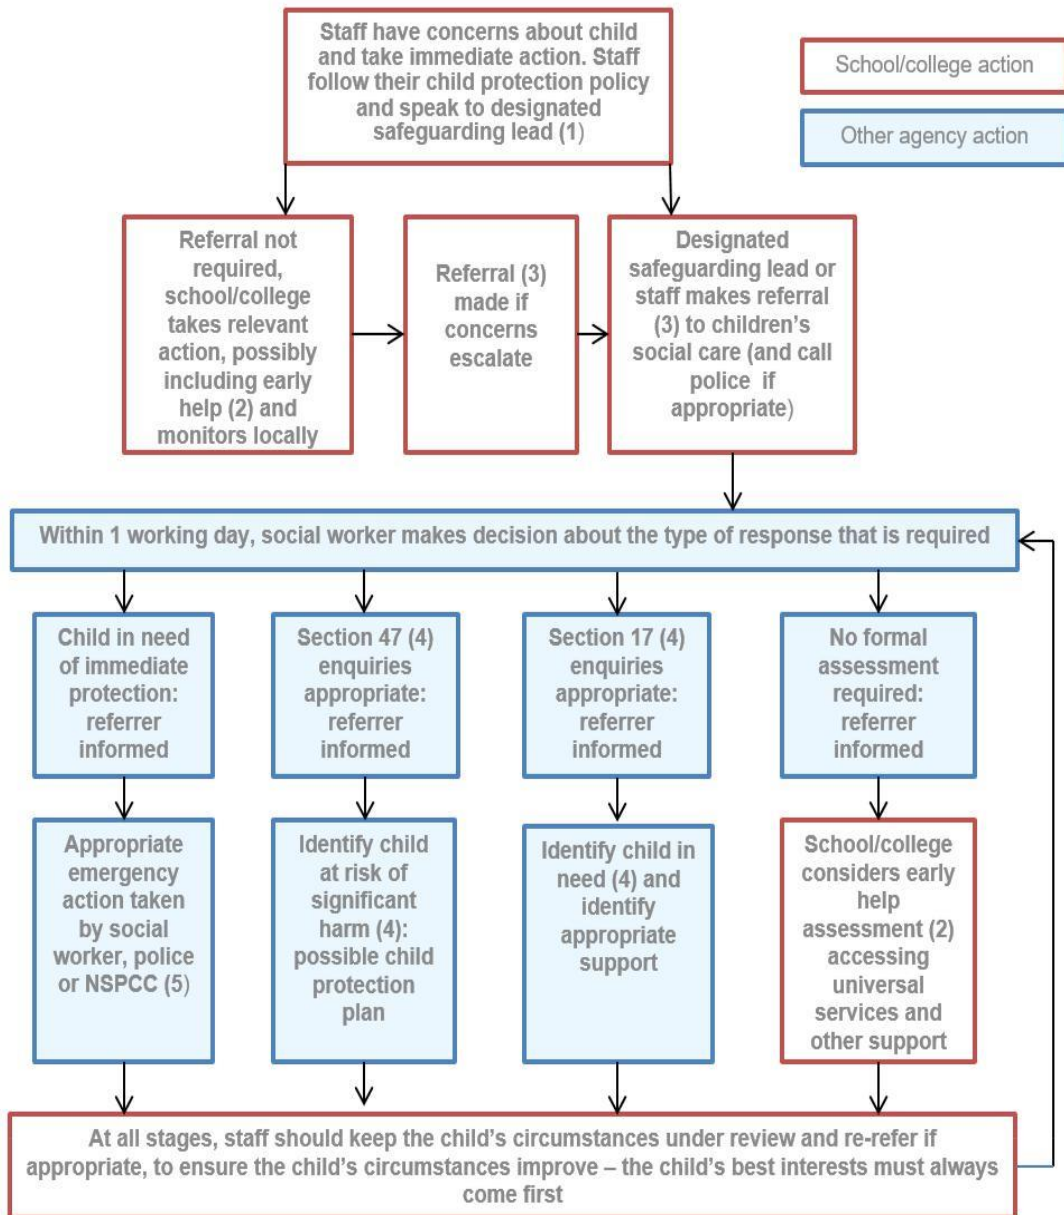 Staff have concerns about child
and take immediate action. Staff
follow their child protection policy
and speak to designated
safeguarding lead (1)
School/college action
Other agency action
Referral not
required,
school/college
takes relevant
action, possibly
including early
help (2) and
monitors locally
Referral (3)
made if
concerns
escalate
Designated
safeguarding lead or
staff makes referral
(3) to children’s
social care (and call
police if
appropriate)
Within 1 working day, social worker makes decision about the type of response that is required
Child in need
of immediate
protection:
referrer
informed
Section 47 (4)
enquiries
appropriate:
referrer
informed
Section 17 (4)
enquiries
appropriate:
referrer
informed
No formal
assessment
required:
referrer
informed
Appropriate
emergency
action taken
by social
worker, police
or NSPCC (5)
Identify child
at risk of
significant
harm (4):
possible child
protection
plan
Identify child in
need (4) and
identify
appropriate
support
School/college
considers early
help
assessment (2)
accessing
universal
services and
other support
At all stages, staff should keep the child’s circumstances under review and re-refer if
appropriate, to ensure the child’s circumstances improve – the child’s best interests must always
come first